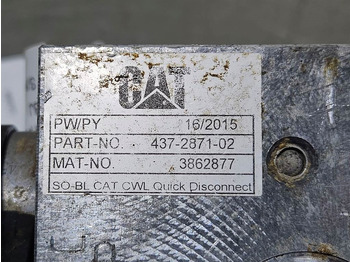 CAT
PW/PY 16/2015
PART-NO. 437-2871-02
MAT-NO. 3862877
SO-BL CAT CWL Quick Disconnect